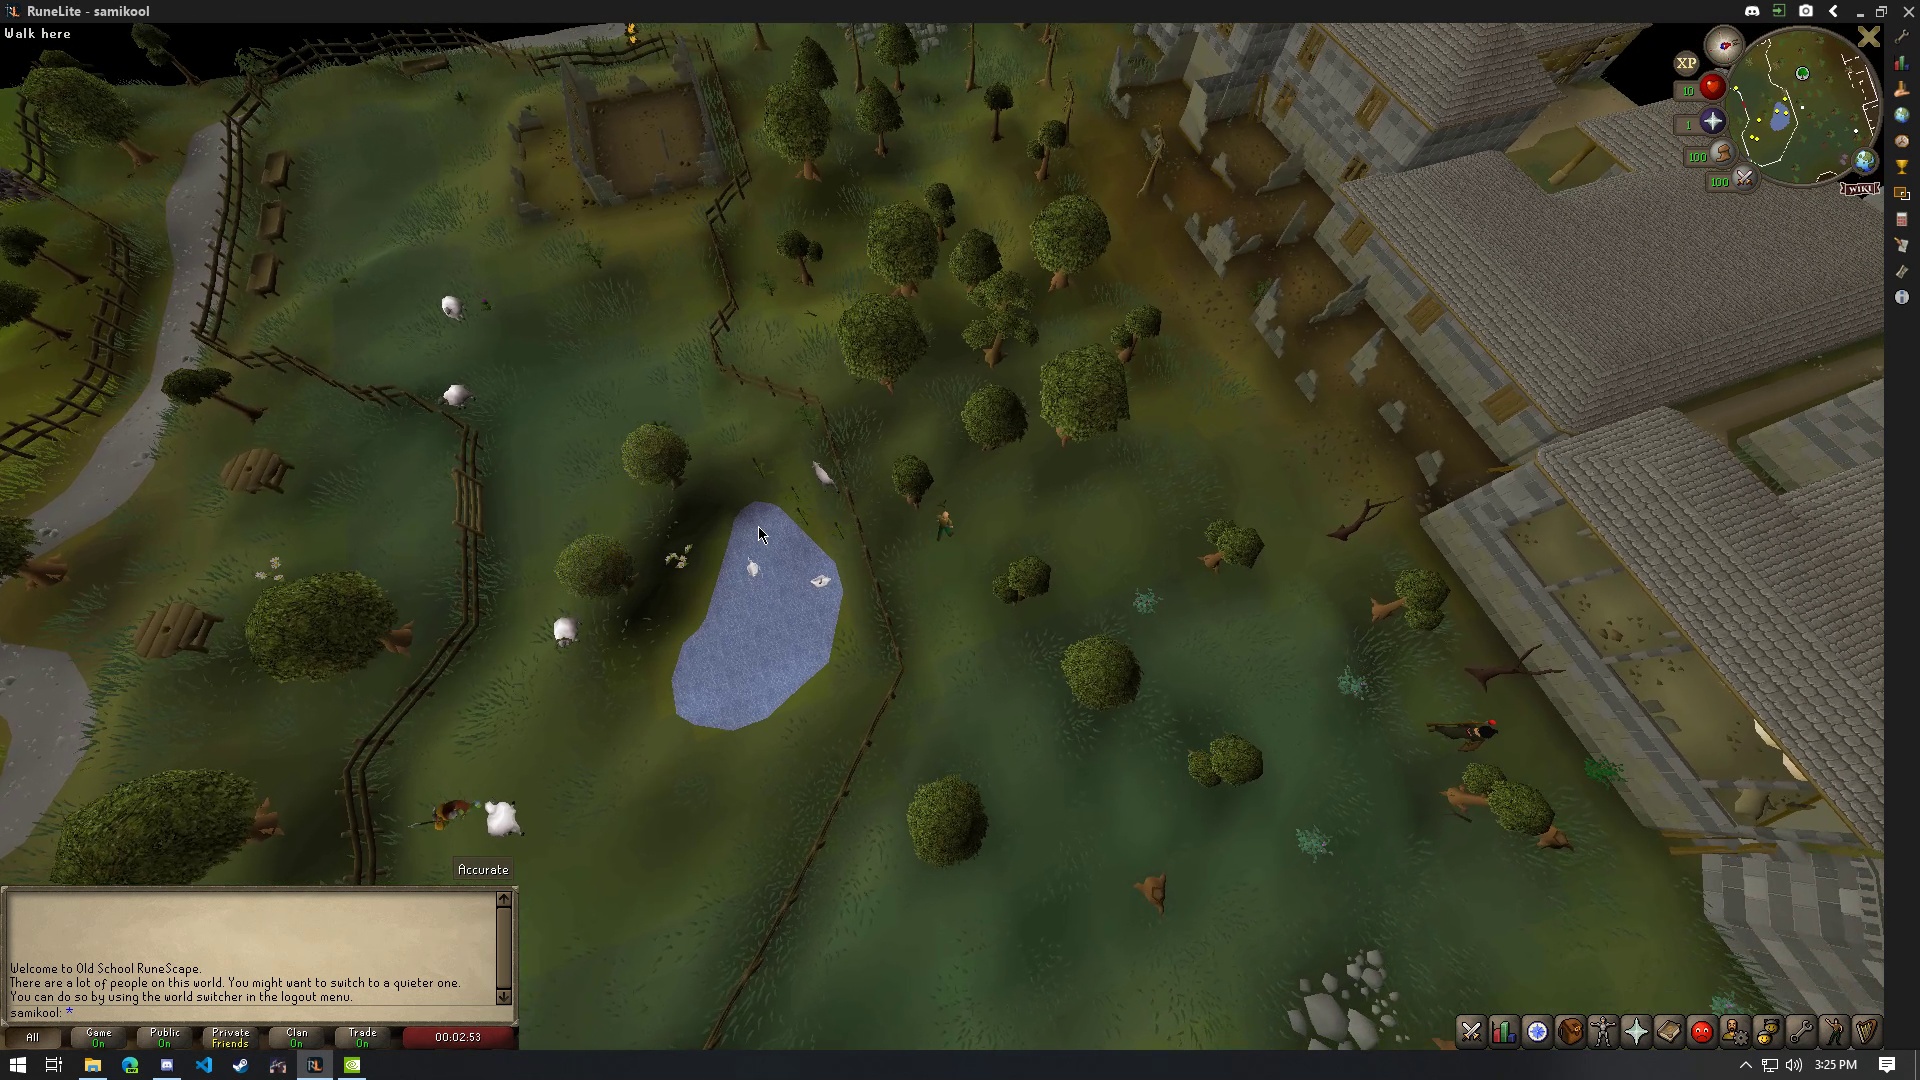 RuneLite - samikool
Walk here
XP
10
1
100
100
WIKI
Accurate
Welcome to Old School RuneScape.
There are a lot of people on this world. You might want to switch to a quieter one.
You can do so by using the world switcher in the logout menu.
samikool: *
All
Game
On
Public
On
Private
Friends
Clan
On
Trade
On
00:02:53
3:25 PM